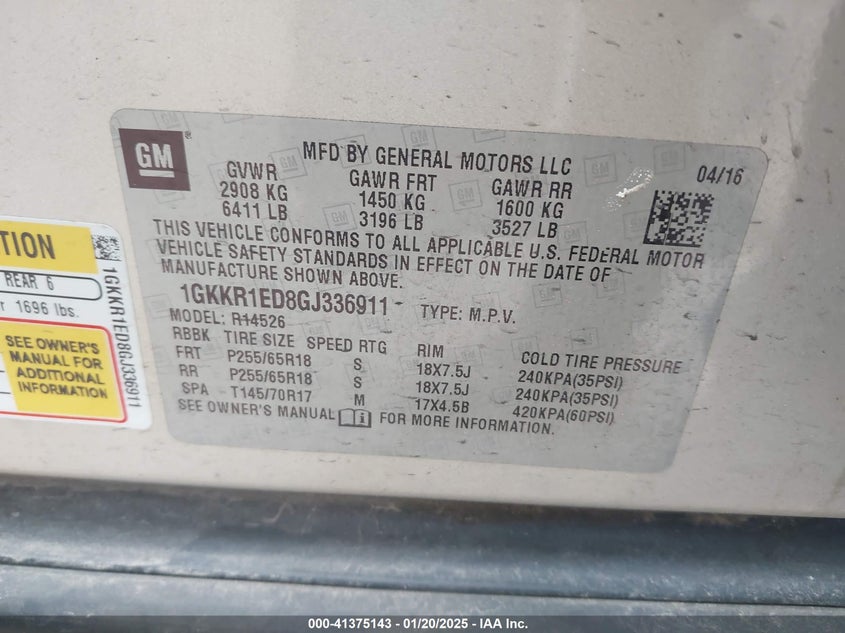 GM
MFD BY GENERAL MOTORS LLC
04/16
GVWR GAWR FRT GAWR RR
2908 KG 1450 KG 1600 KG
6411 LB 3196 LB 3527 LB
THIS VEHICLE CONFORMS TO ALL APPLICABLE U.S. FEDERAL MOTOR
VEHICLE SAFETY STANDARDS IN EFFECT ON THE DATE OF
MANUFACTURE SHOWN ABOVE.
1GKKR1ED8GJ336911 TYPE: M.P.V.
MODEL: R14526
RBBK TIRE SIZE SPEED RTG RIM COLD TIRE PRESSURE
FRT P255/65R18 S 18X7.5J 240KPA(35PSI)
RR P255/65R18 S 18X7.5J 240KPA(35PSI)
SPA T145/70R17 M 17X4.5B 420KPA(60PSI)
SEE OWNER'S MANUAL FOR MORE INFORMATION.
REAR 6
1696 lbs.
SEE OWNER'S
MANUAL FOR
ADDITIONAL
INFORMATION
1GKKR1ED8GJ336911
000-41375143 - 01/20/2025 - IAA Inc.